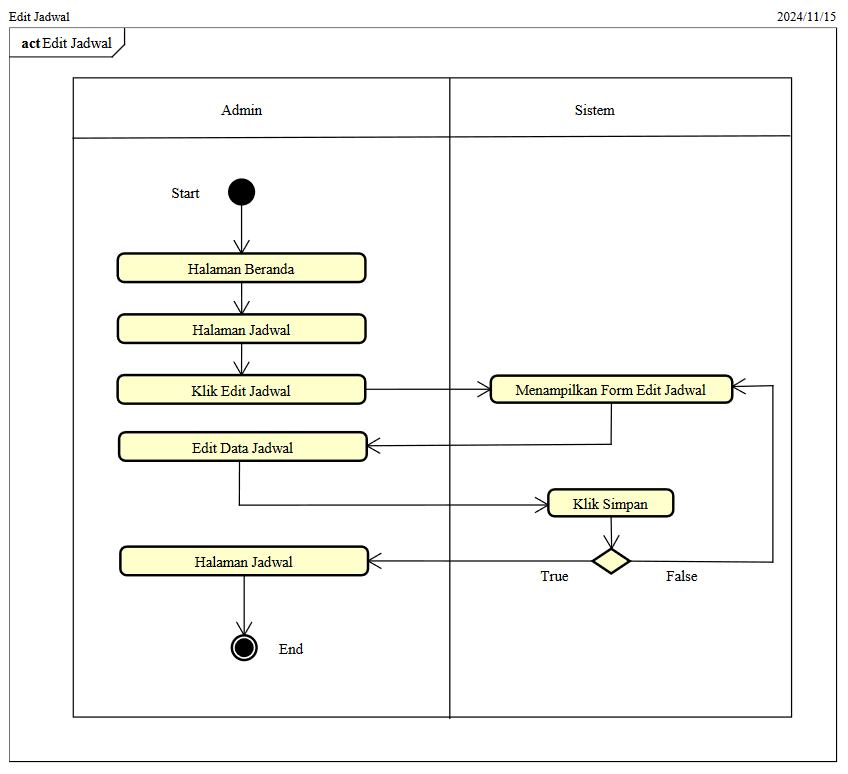 Edit Jadwal 2024/11/15
act Edit Jadwal
Admin Sistem
Start
Halaman Beranda
Halaman Jadwal
Klik Edit Jadwal Menampilkan Form Edit Jadwal
Edit Data Jadwal
Klik Simpan
Halaman Jadwal
True False
End